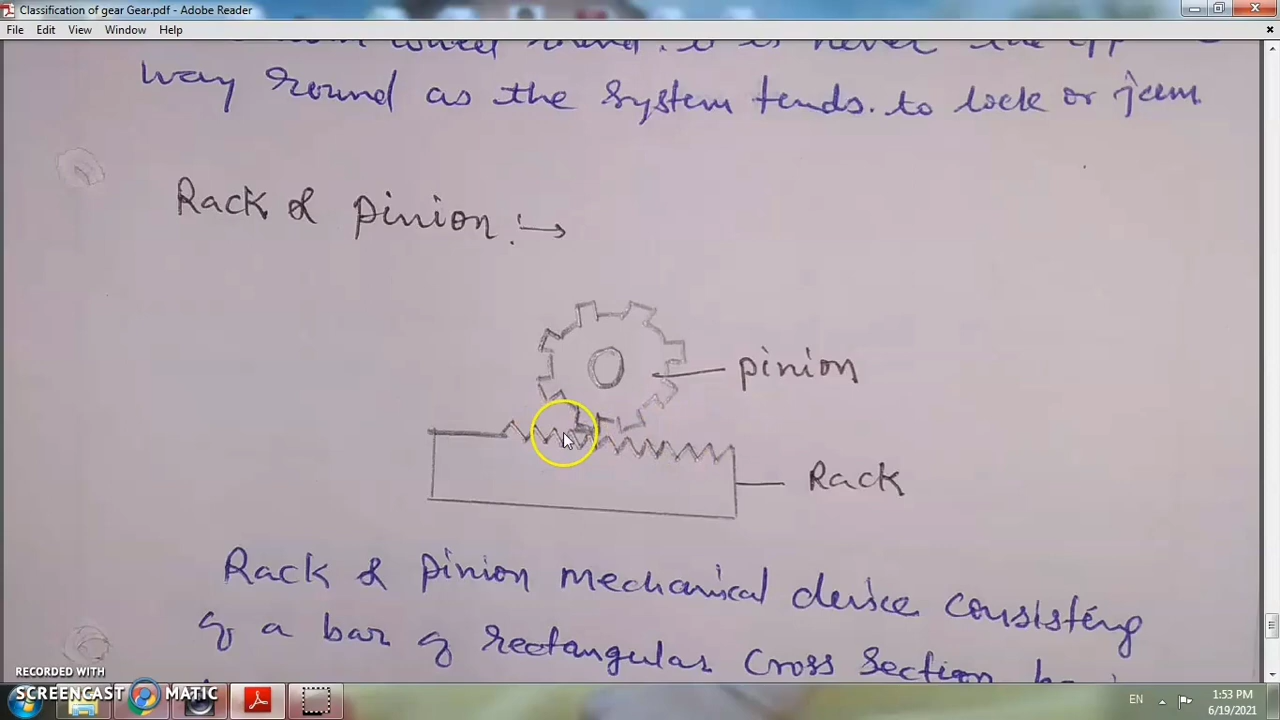 Classification of gear Gear.pdf - Adobe Reader
File Edit View Window Help
way round as the system tends. to lock or jam
Rack & pinion :→
pinion
Rack
Rack & pinion mechanical device consisting
of a bar of rectangular Cross Section
RECORDED WITH
SCREENCAST MATIC
EN
1:53 PM
6/19/2021